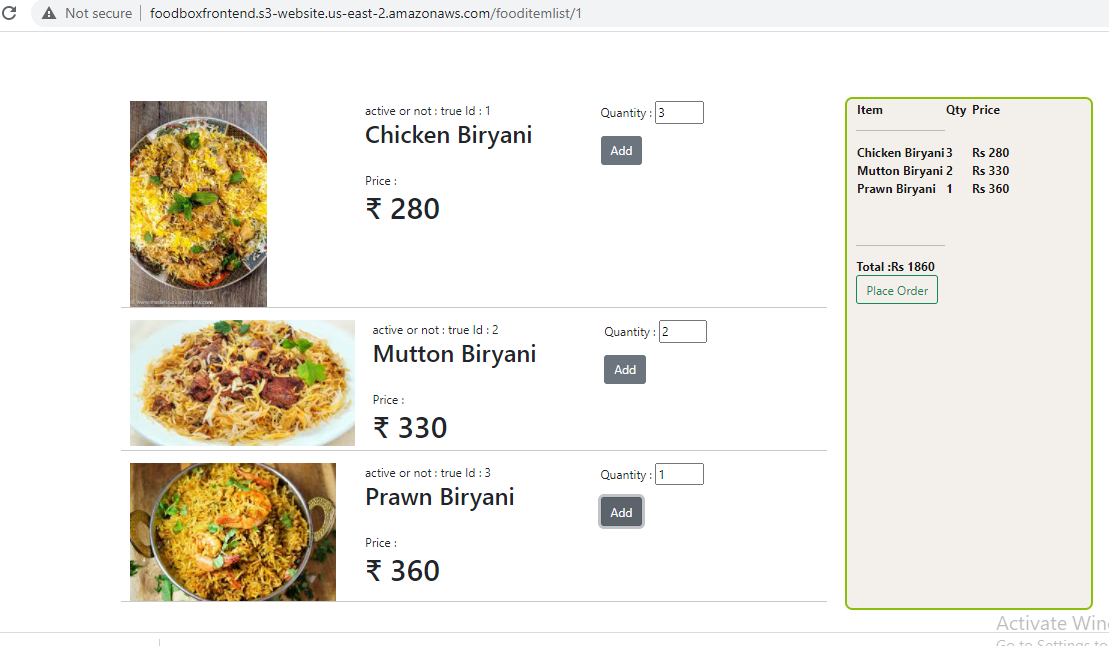 Not secure foodboxfrontend.s3-website.us-east-2.amazonaws.com/fooditemlist/1
active or not : true Id : 1
Chicken Biryani
Price :
₹ 280
Quantity : 3
Add
active or not : true Id : 2
Mutton Biryani
Price :
₹ 330
Quantity : 2
Add
active or not : true Id : 3
Prawn Biryani
Price :
₹ 360
Quantity : 1
Add
Item Qty Price
Chicken Biryani 3 Rs 280
Mutton Biryani 2 Rs 330
Prawn Biryani 1 Rs 360
Total :Rs 1860
Place Order
Activate Win
Go to Settings to